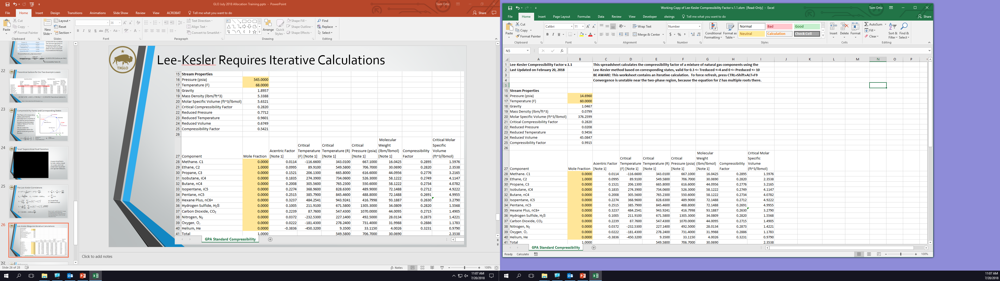 GLO July 2018 Allocation Training.pptx - PowerPoint
Tom Ortiz
File Home Insert Design Transitions Animations Slide Show Review View ACROBAT Tell me what you want to do
Share
Paste
Cut
Copy
Format Painter
Clipboard
New Slide
Layout
Reset
Section
Slides
36
Font
Text Direction
Align Text
Convert to SmartArt
Paragraph
Arrange
Quick Styles
Shape Fill
Shape Outline
Shape Effects
Drawing
Find
Replace
Select
Editing
22
Theoretical Gallons for Our Two Example Leases
23
Compressibility Factor and Corresponding States
24
"Live" Supercritical Fluid Transition
25
The Lee-Kesler Correlations
26
Lee-Kesler Requires Iterative Calculations
27
TXGLO
Lee-Kesler Requires Iterative Calculations
15 Stream Properties
16 Pressure (psia) 545.0000
17 Temperature (F) 68.0000
18 Gravity 1.8957
19 Mass Density (lbm/ft^3) 5.3388
20 Molar Specific Volume (ft^3/lbmol) 5.6321
21 Critical Compressibility Factor 0.2820
22 Reduced Pressure 0.7712
23 Reduced Temperature 0.9601
24 Reduced Volume 0.6749
25 Compressibility Factor 0.5421
26
27 Component Mole Fraction Acentric Factor [Note 1] Critical Temperature (F) [Note 1] Critical Temperature (R) [Note 1] Critical Pressure (psia) [Note 1] Molecular Weight (lbm/lbmol) [Note 1] Compressibility Factor Critical Molar Specific Volume (ft^3/lbmol)
28 Methane. C1 0.0000 0.0114 -116.6600 343.0100 667.1000 16.0425 0.2895 1.5976
29 Ethane, C2 1.0000 0.0995 89.9100 549.5800 706.7000 30.0690 0.2820 2.3538
30 Propane, C3 0.0000 0.1521 206.1300 665.8000 616.6000 44.0956 0.2776 3.2165
31 Isobutane, iC4 0.0000 0.1835 274.3900 734.0600 526.3000 58.1222 0.2749 4.1147
32 Butane, nC4 0.0000 0.2008 305.5600 765.2300 550.6000 58.1222 0.2734 4.0782
33 Isopentane, iC5 0.0000 0.2274 368.9600 828.6300 489.9000 72.1488 0.2712 4.9222
34 Pentane, nC5 0.0000 0.2515 385.7900 845.4600 488.8000 72.1488 0.2691 4.9955
35 Hexane Plus, nC6+ 0.0000 0.3237 484.2541 943.9241 416.7998 93.1887 0.2630 3.2790
36 Hydrogen Sulfide, H₂S 0.0000 0.1005 211.9100 671.5800 1305.3000 34.0809 0.2820 1.5568
37 Carbon Dioxide, CO₂ 0.0000 0.2239 87.7600 547.4300 1070.0000 44.0095 0.2715 1.4905
38 Nitrogen, N₂ 0.0000 0.0372 -232.5300 227.1400 492.5000 28.0134 0.2873 1.4221
39 Oxygen, O₂ 0.0000 0.0222 -181.4300 278.2400 731.4000 31.9988 0.2886 1.1783
40 Helium, He 0.0000 -0.3836 -450.3200 9.3500 33.1150 4.0026 0.3231 0.9790
41 Total 1.0000 549.5800 706.7000 30.0690 2.3538
GPA Standard Compressibility
Click to add notes
Slide 26 of 28
Notes
108%
11:07 AM
7/20/2018
Working Copy of Lee-Kesler Compressibility Factor v.1.1.xlsm [Read-Only] - Excel
Tom Ortiz
File Home Insert Page Layout Formulas Data Review View Developer xlwings Tell me what you want to do
Share
Paste
Cut
Copy
Format Painter
Clipboard
Calibri 11
Font
Wrap Text
Merge & Center
Alignment
Number
Number
Conditional Formatting
Format as Table
Normal Bad Good
Neutral Calculation Check Cell
Styles
Insert Delete Format
Cells
AutoSum
Fill
Clear
Sort & Filter
Find & Select
Editing
N5
A B C D E F G H I J K L M N O P
1 Lee-Kesler Compressibility Factor v.1.1 This spreadsheet calculates the compressibility factor of a mixture of natural gas components using the
2 Last Updated on February 20, 2018 Lee-Kesler method based on corresponding states, valid for 0.3 <= Treduced <=4 and 0 <= Preduced <= 10
3 BE AWARE: This worksheet contains an iterative calculation. To force refresh, press CTRL+Shift+ALT+F9
4 Convergence is unstable near the two-phase region, because the equation for Z has multiple roots there.
5
15 Stream Properties
16 Pressure (psia) 14.6960
17 Temperature (F) 60.0000
18 Gravity 1.0467
19 Mass Density (lbm/ft^3) 0.0799
20 Molar Specific Volume (ft^3/lbmol) 376.2599
21 Critical Compressibility Factor 0.2820
22 Reduced Pressure 0.0208
23 Reduced Temperature 0.9456
24 Reduced Volume 45.0847
25 Compressibility Factor 0.9915
26
27 Component Mole Fraction Acentric Factor [Note 1] Critical Temperature (F) [Note 1] Critical Temperature (R) [Note 1] Critical Pressure (psia) [Note 1] Molecular Weight (lbm/lbmol) [Note 1] Compressibility Factor Critical Molar Specific Volume (ft^3/lbmol)
28 Methane. C1 0.0000 0.0114 -116.6600 343.0100 667.1000 16.0425 0.2895 1.5976
29 Ethane, C2 1.0000 0.0995 89.9100 549.5800 706.7000 30.0690 0.2820 2.3538
30 Propane, C3 0.0000 0.1521 206.1300 665.8000 616.6000 44.0956 0.2776 3.2165
31 Isobutane, iC4 0.0000 0.1835 274.3900 734.0600 526.3000 58.1222 0.2749 4.1147
32 Butane, nC4 0.0000 0.2008 305.5600 765.2300 550.6000 58.1222 0.2734 4.0782
33 Isopentane, iC5 0.0000 0.2274 368.9600 828.6300 489.9000 72.1488 0.2712 4.9222
34 Pentane, nC5 0.0000 0.2515 385.7900 845.4600 488.8000 72.1488 0.2691 4.9955
35 Hexane Plus, nC6+ 0.0000 0.3237 484.2541 943.9241 416.7998 93.1887 0.2630 3.2790
36 Hydrogen Sulfide, H₂S 0.0000 0.1005 211.9100 671.5800 1305.3000 34.0809 0.2820 1.5568
37 Carbon Dioxide, CO₂ 0.0000 0.2239 87.7600 547.4300 1070.0000 44.0095 0.2715 1.4905
38 Nitrogen, N₂ 0.0000 0.0372 -232.5300 227.1400 492.5000 28.0134 0.2873 1.4221
39 Oxygen, O₂ 0.0000 0.0222 -181.4300 278.2400 731.4000 31.9988 0.2886 1.1783
40 Helium, He 0.0000 -0.3836 -450.3200 9.3500 33.1150 4.0026 0.3231 0.9790
41 Total 1.0000 549.5800 706.7000 30.0690 2.3538
GPA Standard Compressibility
Ready Calculate
100%
11:07 AM
7/20/2018